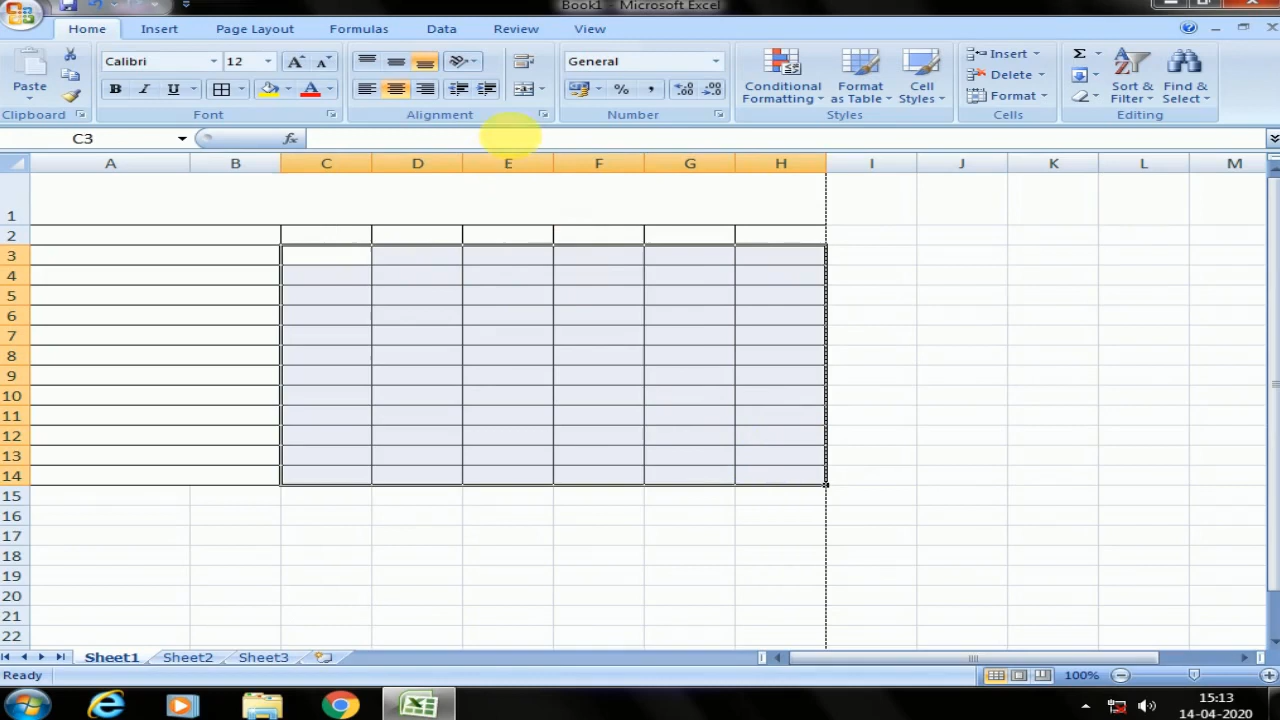 Book1 - Microsoft Excel
Home Insert Page Layout Formulas Data Review View
Calibri 12 General
Paste
B I U A % ,
Conditional Formatting
Format as Table
Cell Styles
Insert
Delete
Format
Σ
Sort & Filter
Find & Select
Clipboard Font Alignment Number Styles Cells Editing
C3 fx
A B C D E F G H I J K L M
1
2
3
4
5
6
7
8
9
10
11
12
13
14
15
16
17
18
19
20
21
22
Sheet1 Sheet2 Sheet3
Ready 100%
15:13
14-04-2020